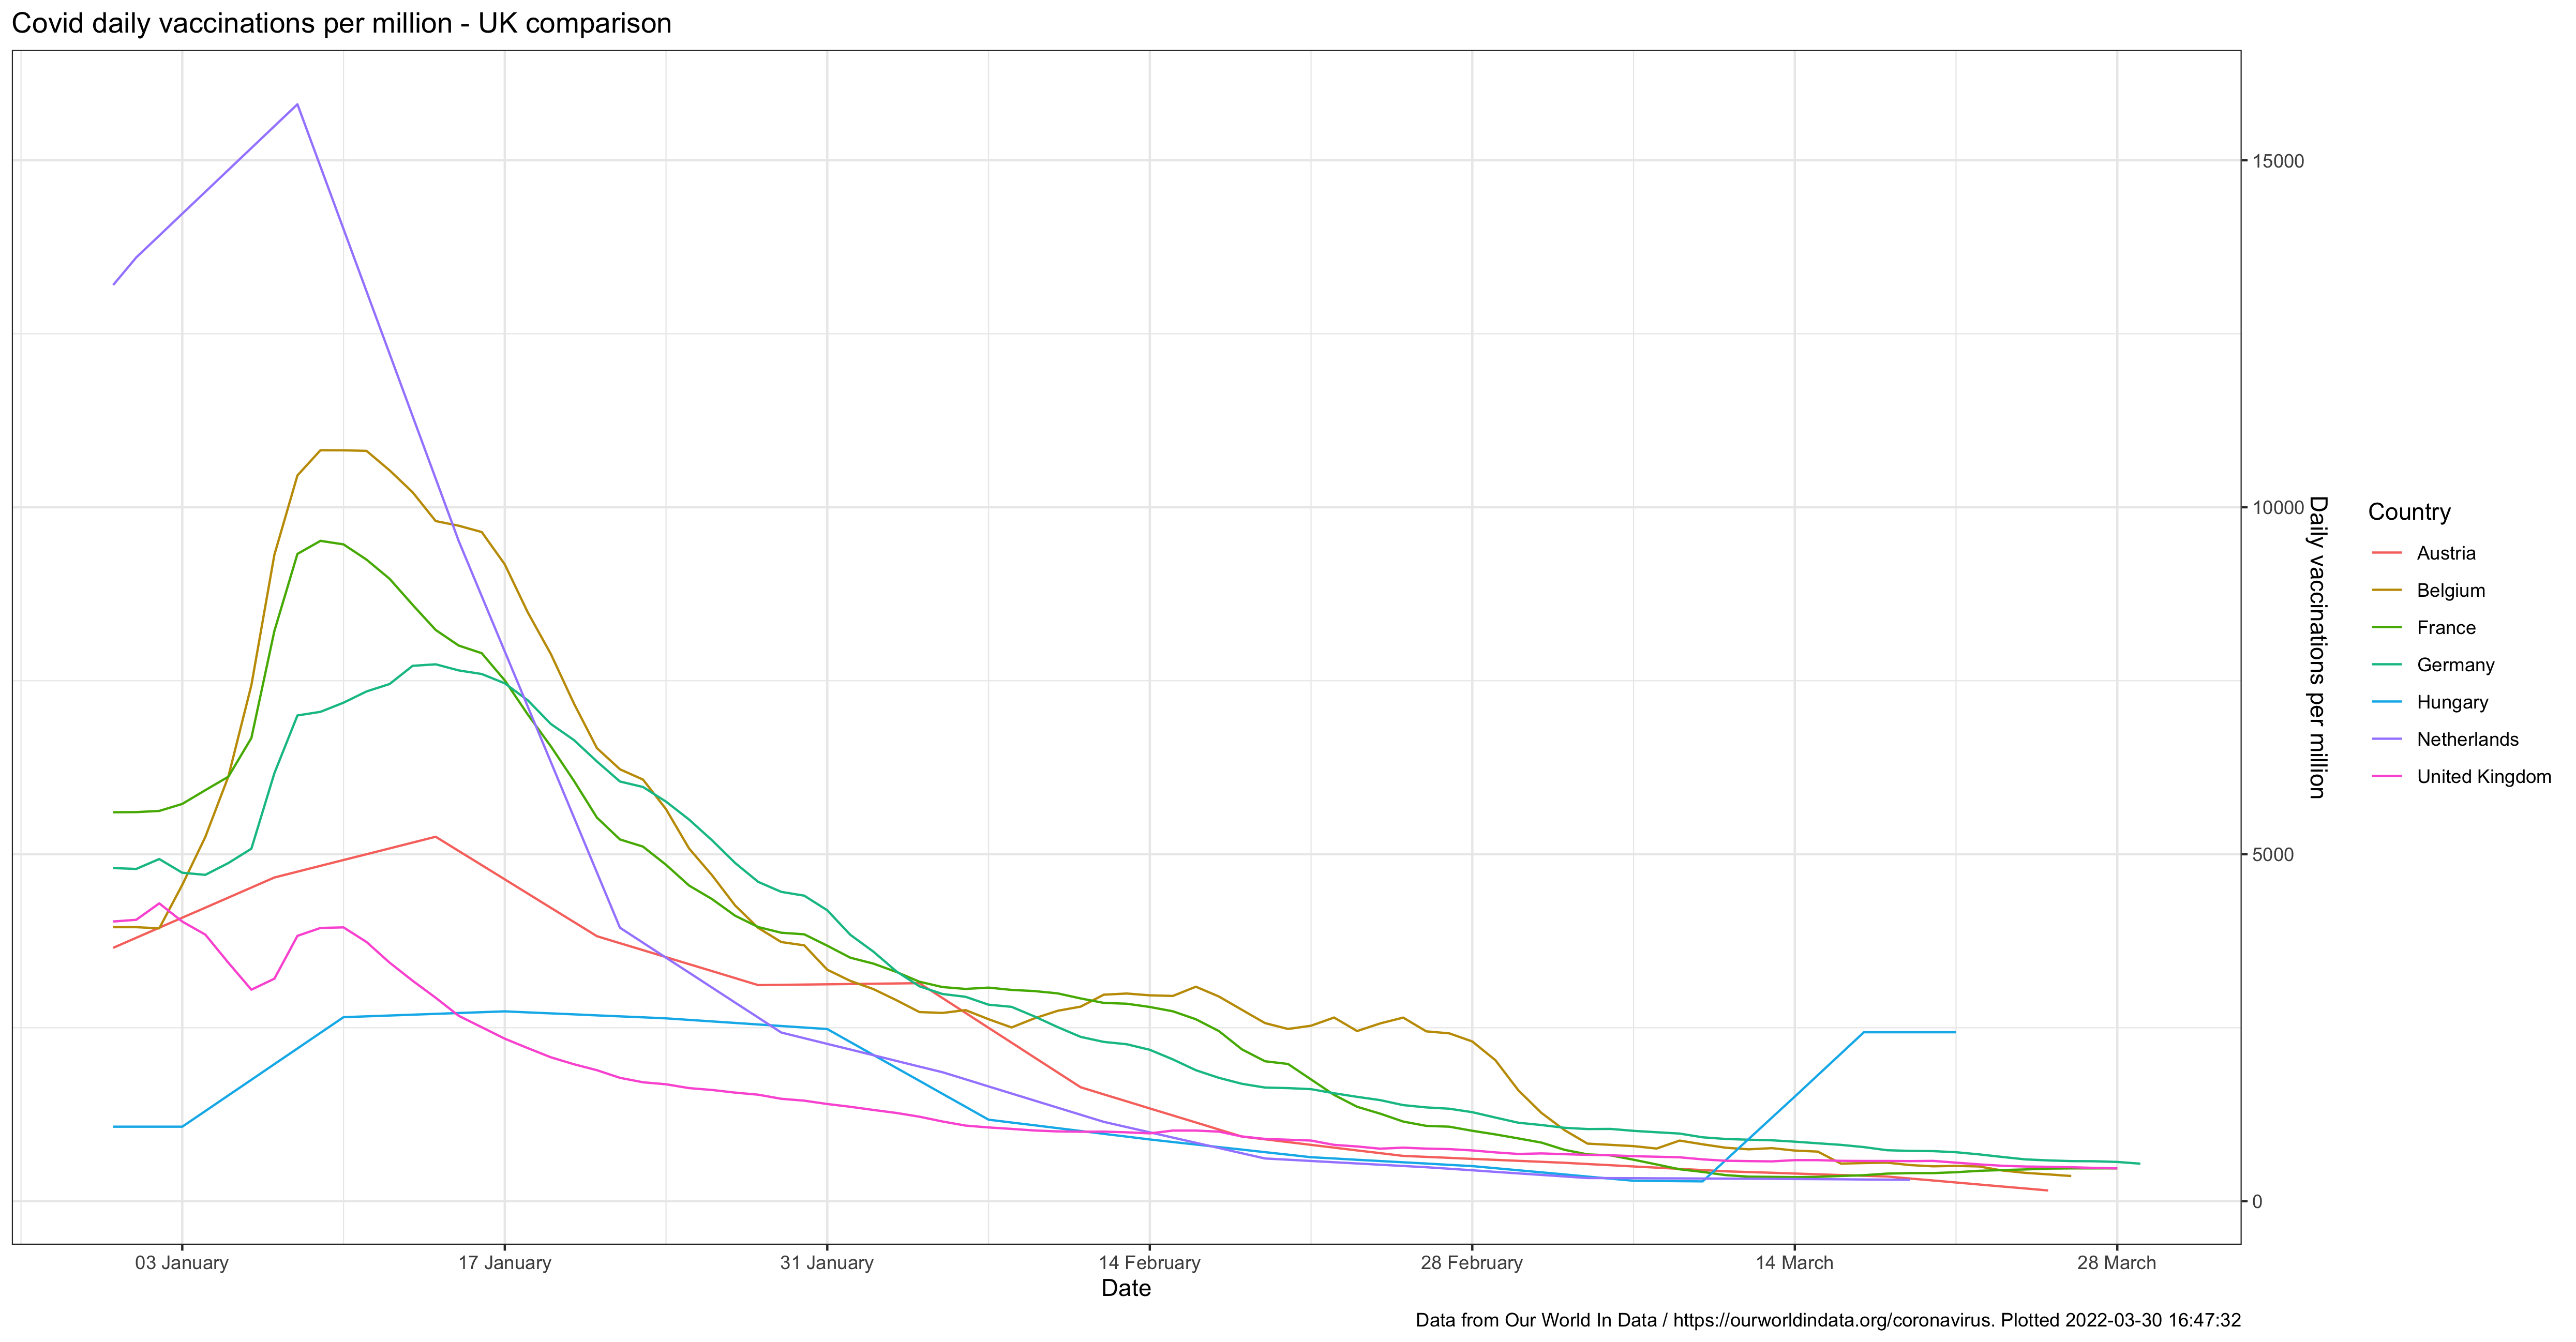 Covid daily vaccinations per million - UK comparison
15000
10000
5000
0
Daily vaccinations per million
03 January
17 January
31 January
14 February
28 February
14 March
28 March
Date
Country
Austria
Belgium
France
Germany
Hungary
Netherlands
United Kingdom
Data from Our World In Data / https://ourworldindata.org/coronavirus. Plotted 2022-03-30 16:47:32